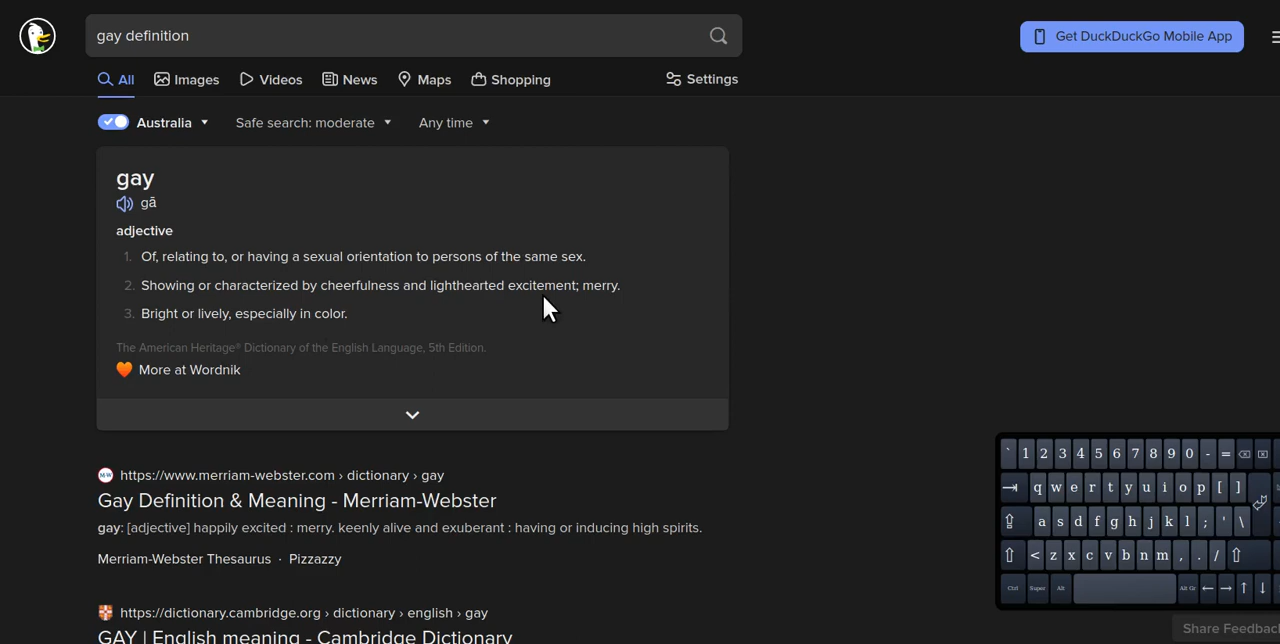 gay definition
Get DuckDuckGo Mobile App
All Images Videos News Maps Shopping Settings
Australia Safe search: moderate Any time
gay
gā
adjective
1. Of, relating to, or having a sexual orientation to persons of the same sex.
2. Showing or characterized by cheerfulness and lighthearted excitement; merry.
3. Bright or lively, especially in color.
The American Heritage® Dictionary of the English Language, 5th Edition.
More at Wordnik
https://www.merriam-webster.com › dictionary › gay
Gay Definition & Meaning - Merriam-Webster
gay: [adjective] happily excited : merry. keenly alive and exuberant : having or inducing high spirits.
Merriam-Webster Thesaurus · Pizzazzy
https://dictionary.cambridge.org › dictionary › english › gay
GAY | English meaning - Cambridge Dictionary
` 1 2 3 4 5 6 7 8 9 0 - =
q w e r t y u i o p [ ]
a s d f g h j k l ; ' \
< z x c v b n m , . /
Ctrl Super Alt Alt Gr
Share Feedbac